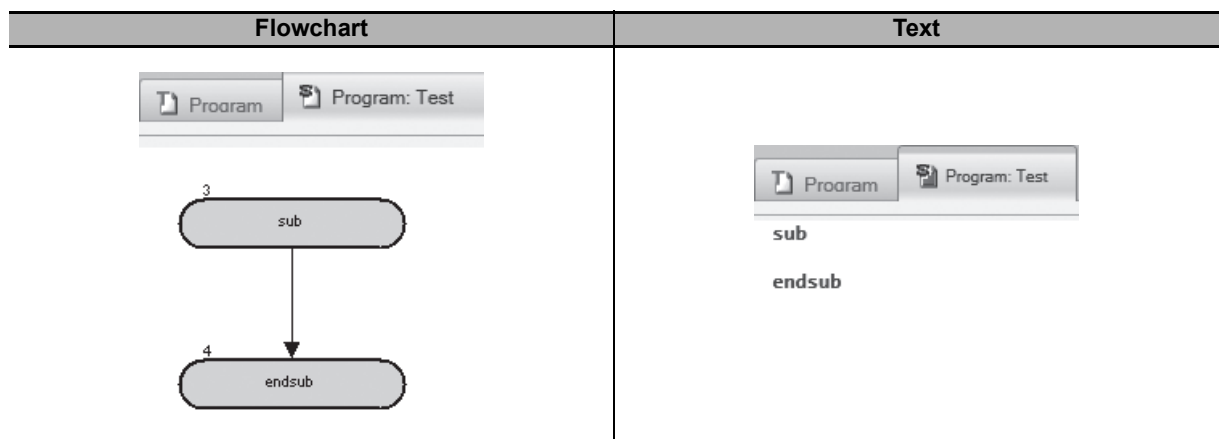 Flowchart
Text
Program
Program: Test
3
sub
4
endsub
Program
Program: Test
sub
endsub